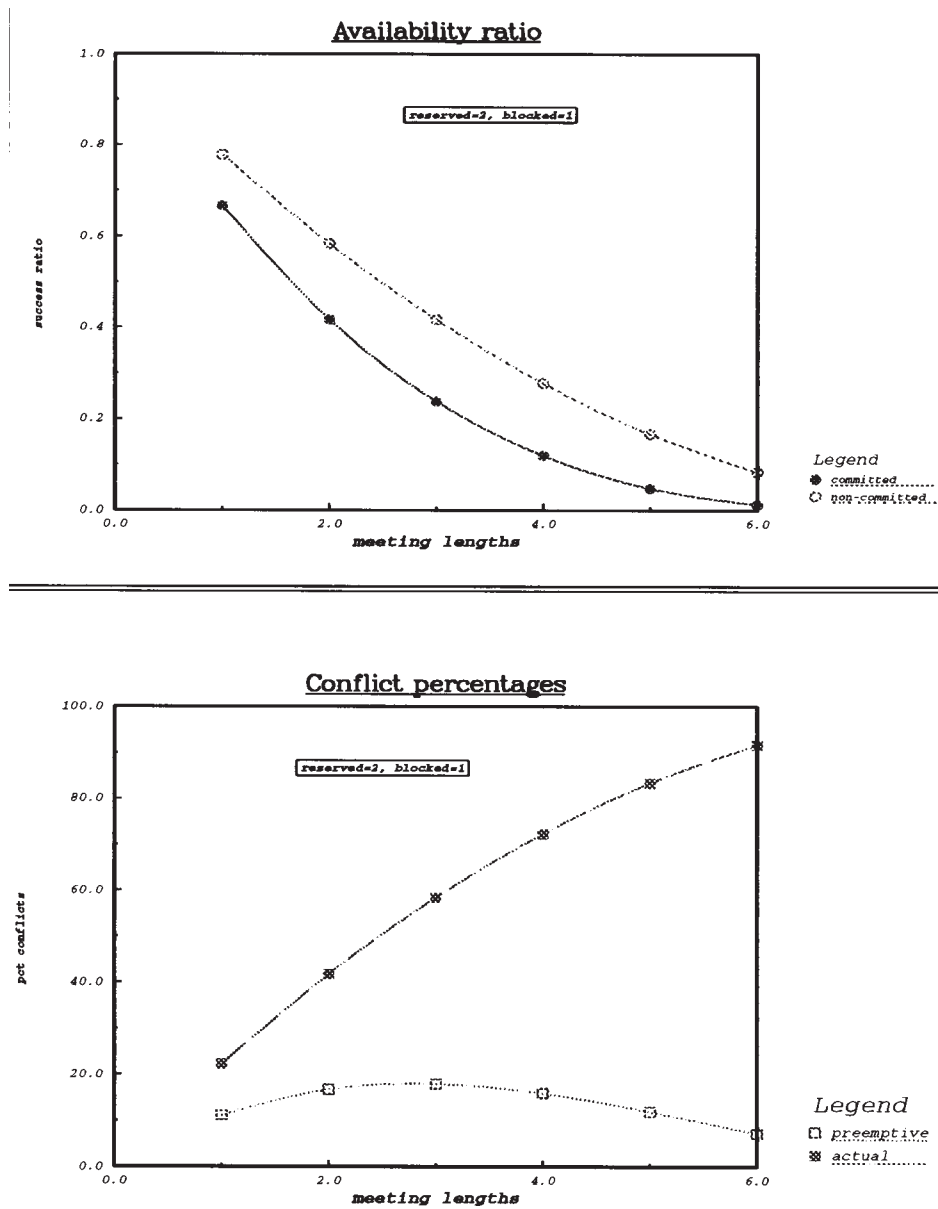 Availability ratio
1.0
reserved=2, blocked=1
0.8
0.6
success ratio
0.4
0.2
0.0
0.0 2.0 4.0 6.0
meeting lengths
Legend
committed
non-committed
Conflict percentages
100.0
reserved=2, blocked=1
80.0
60.0
pct conflicts
40.0
20.0
0.0
0.0 2.0 4.0 6.0
meeting lengths
Legend
preemptive
actual